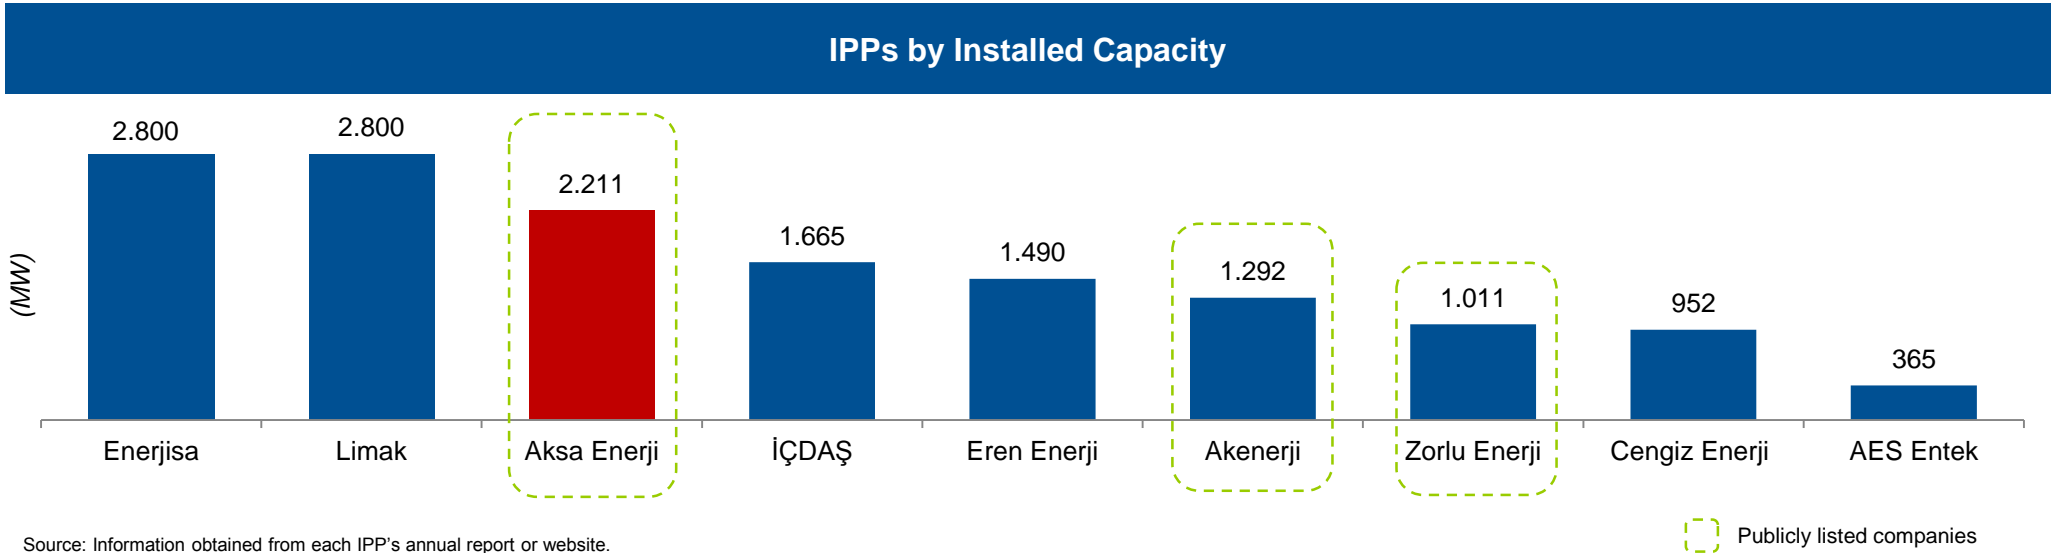 IPPs by Installed Capacity
2.800
2.800
2.211
1.665
1.490
1.292
1.011
952
365
(MW)
Enerjisa
Limak
Aksa Enerji
İÇDAŞ
Eren Enerji
Akenerji
Zorlu Enerji
Cengiz Enerji
AES Entek
Publicly listed companies
Source: Information obtained from each IPP's annual report or website.